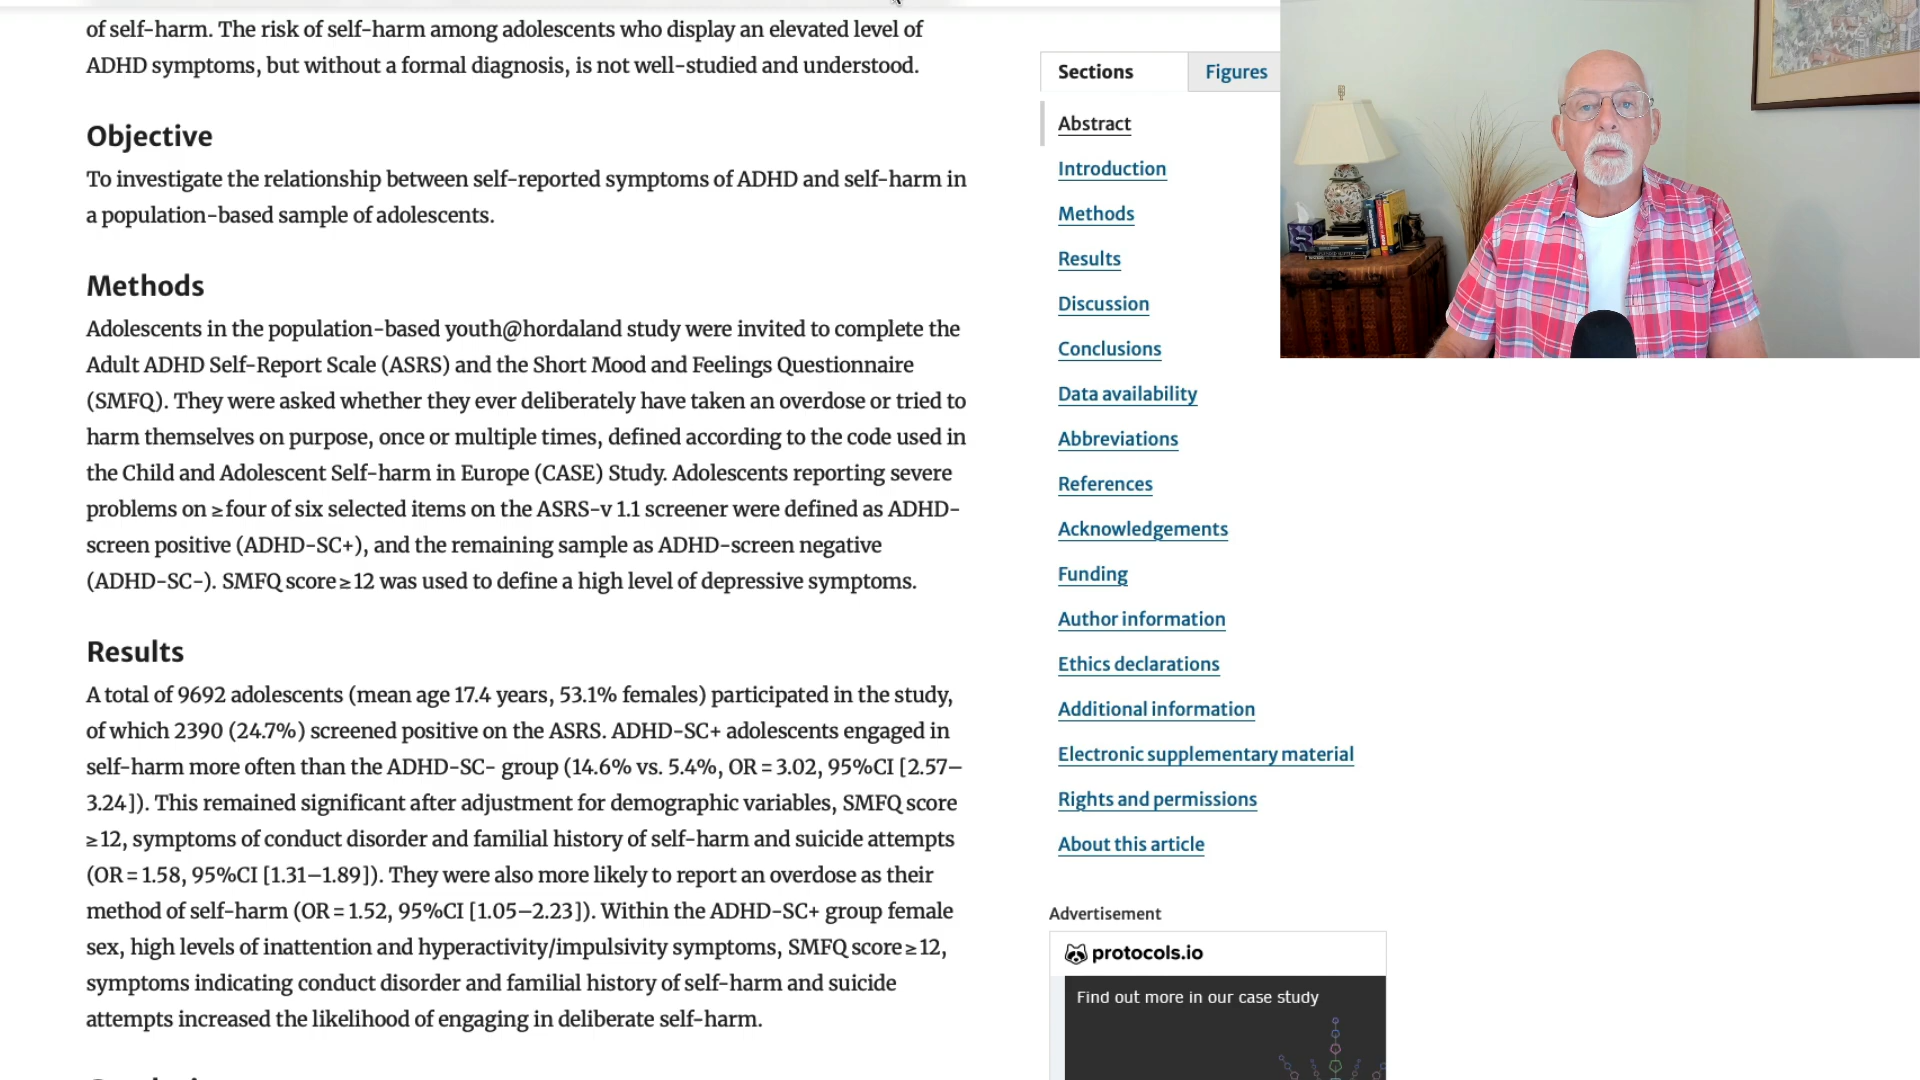 of self-harm. The risk of self-harm among adolescents who display an elevated level of
ADHD symptoms, but without a formal diagnosis, is not well-studied and understood.
Objective
To investigate the relationship between self-reported symptoms of ADHD and self-harm in
a population-based sample of adolescents.
Methods
Adolescents in the population-based youth@hordaland study were invited to complete the
Adult ADHD Self-Report Scale (ASRS) and the Short Mood and Feelings Questionnaire
(SMFQ). They were asked whether they ever deliberately have taken an overdose or tried to
harm themselves on purpose, once or multiple times, defined according to the code used in
the Child and Adolescent Self-harm in Europe (CASE) Study. Adolescents reporting severe
problems on ≥ four of six selected items on the ASRS-v 1.1 screener were defined as ADHD-
screen positive (ADHD-SC+), and the remaining sample as ADHD-screen negative
(ADHD-SC-). SMFQ score ≥ 12 was used to define a high level of depressive symptoms.
Results
A total of 9692 adolescents (mean age 17.4 years, 53.1% females) participated in the study,
of which 2390 (24.7%) screened positive on the ASRS. ADHD-SC+ adolescents engaged in
self-harm more often than the ADHD-SC- group (14.6% vs. 5.4%, OR = 3.02, 95%CI [2.57–
3.24]). This remained significant after adjustment for demographic variables, SMFQ score
≥ 12, symptoms of conduct disorder and familial history of self-harm and suicide attempts
(OR = 1.58, 95%CI [1.31–1.89]). They were also more likely to report an overdose as their
method of self-harm (OR = 1.52, 95%CI [1.05–2.23]). Within the ADHD-SC+ group female
sex, high levels of inattention and hyperactivity/impulsivity symptoms, SMFQ score ≥ 12,
symptoms indicating conduct disorder and familial history of self-harm and suicide
attempts increased the likelihood of engaging in deliberate self-harm.
Sections
Figures
Abstract
Introduction
Methods
Results
Discussion
Conclusions
Data availability
Abbreviations
References
Acknowledgements
Funding
Author information
Ethics declarations
Additional information
Electronic supplementary material
Rights and permissions
About this article
Advertisement
protocols.io
Find out more in our case study